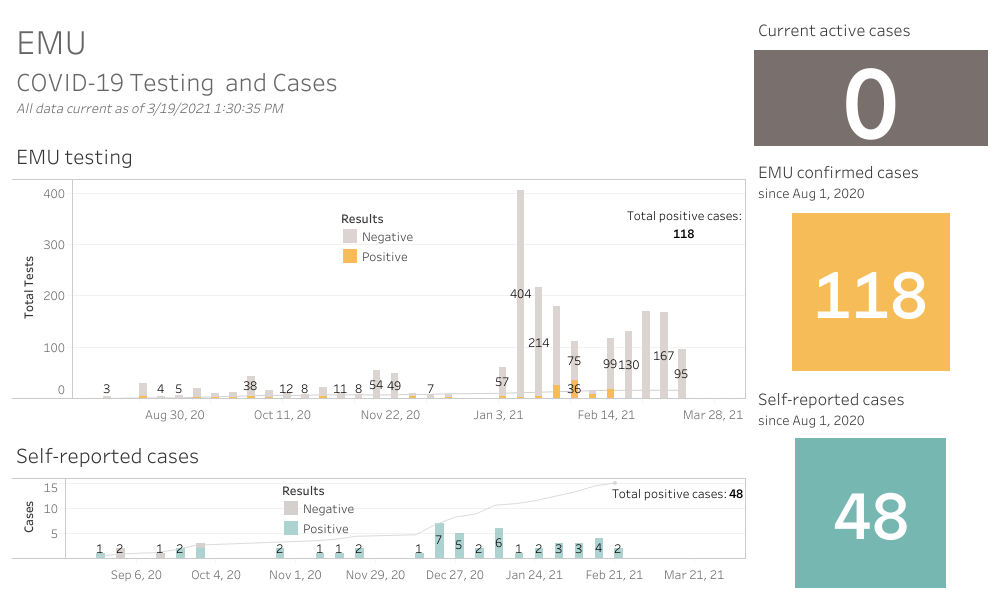 EMU
COVID-19 Testing and Cases
All data current as of 3/19/2021 1:30:35 PM
Current active cases
0
EMU confirmed cases
since Aug 1, 2020
118
Self-reported cases
since Aug 1, 2020
48
EMU testing
Total Tests
400
300
200
100
0
Results
Negative
Positive
Total positive cases:
118
3 4 5 38 12 8 11 8 54 49 7 57 404 214 75 36 99 130 167 95
Aug 30, 20 Oct 11, 20 Nov 22, 20 Jan 3, 21 Feb 14, 21 Mar 28, 21
Self-reported cases
Cases
15
10
5
Results
Negative
Positive
Total positive cases: 48
1 2 1 2 2 1 1 2 1 7 5 2 6 1 2 3 3 4 2
Sep 6, 20 Oct 4, 20 Nov 1, 20 Nov 29, 20 Dec 27, 20 Jan 24, 21 Feb 21, 21 Mar 21, 21